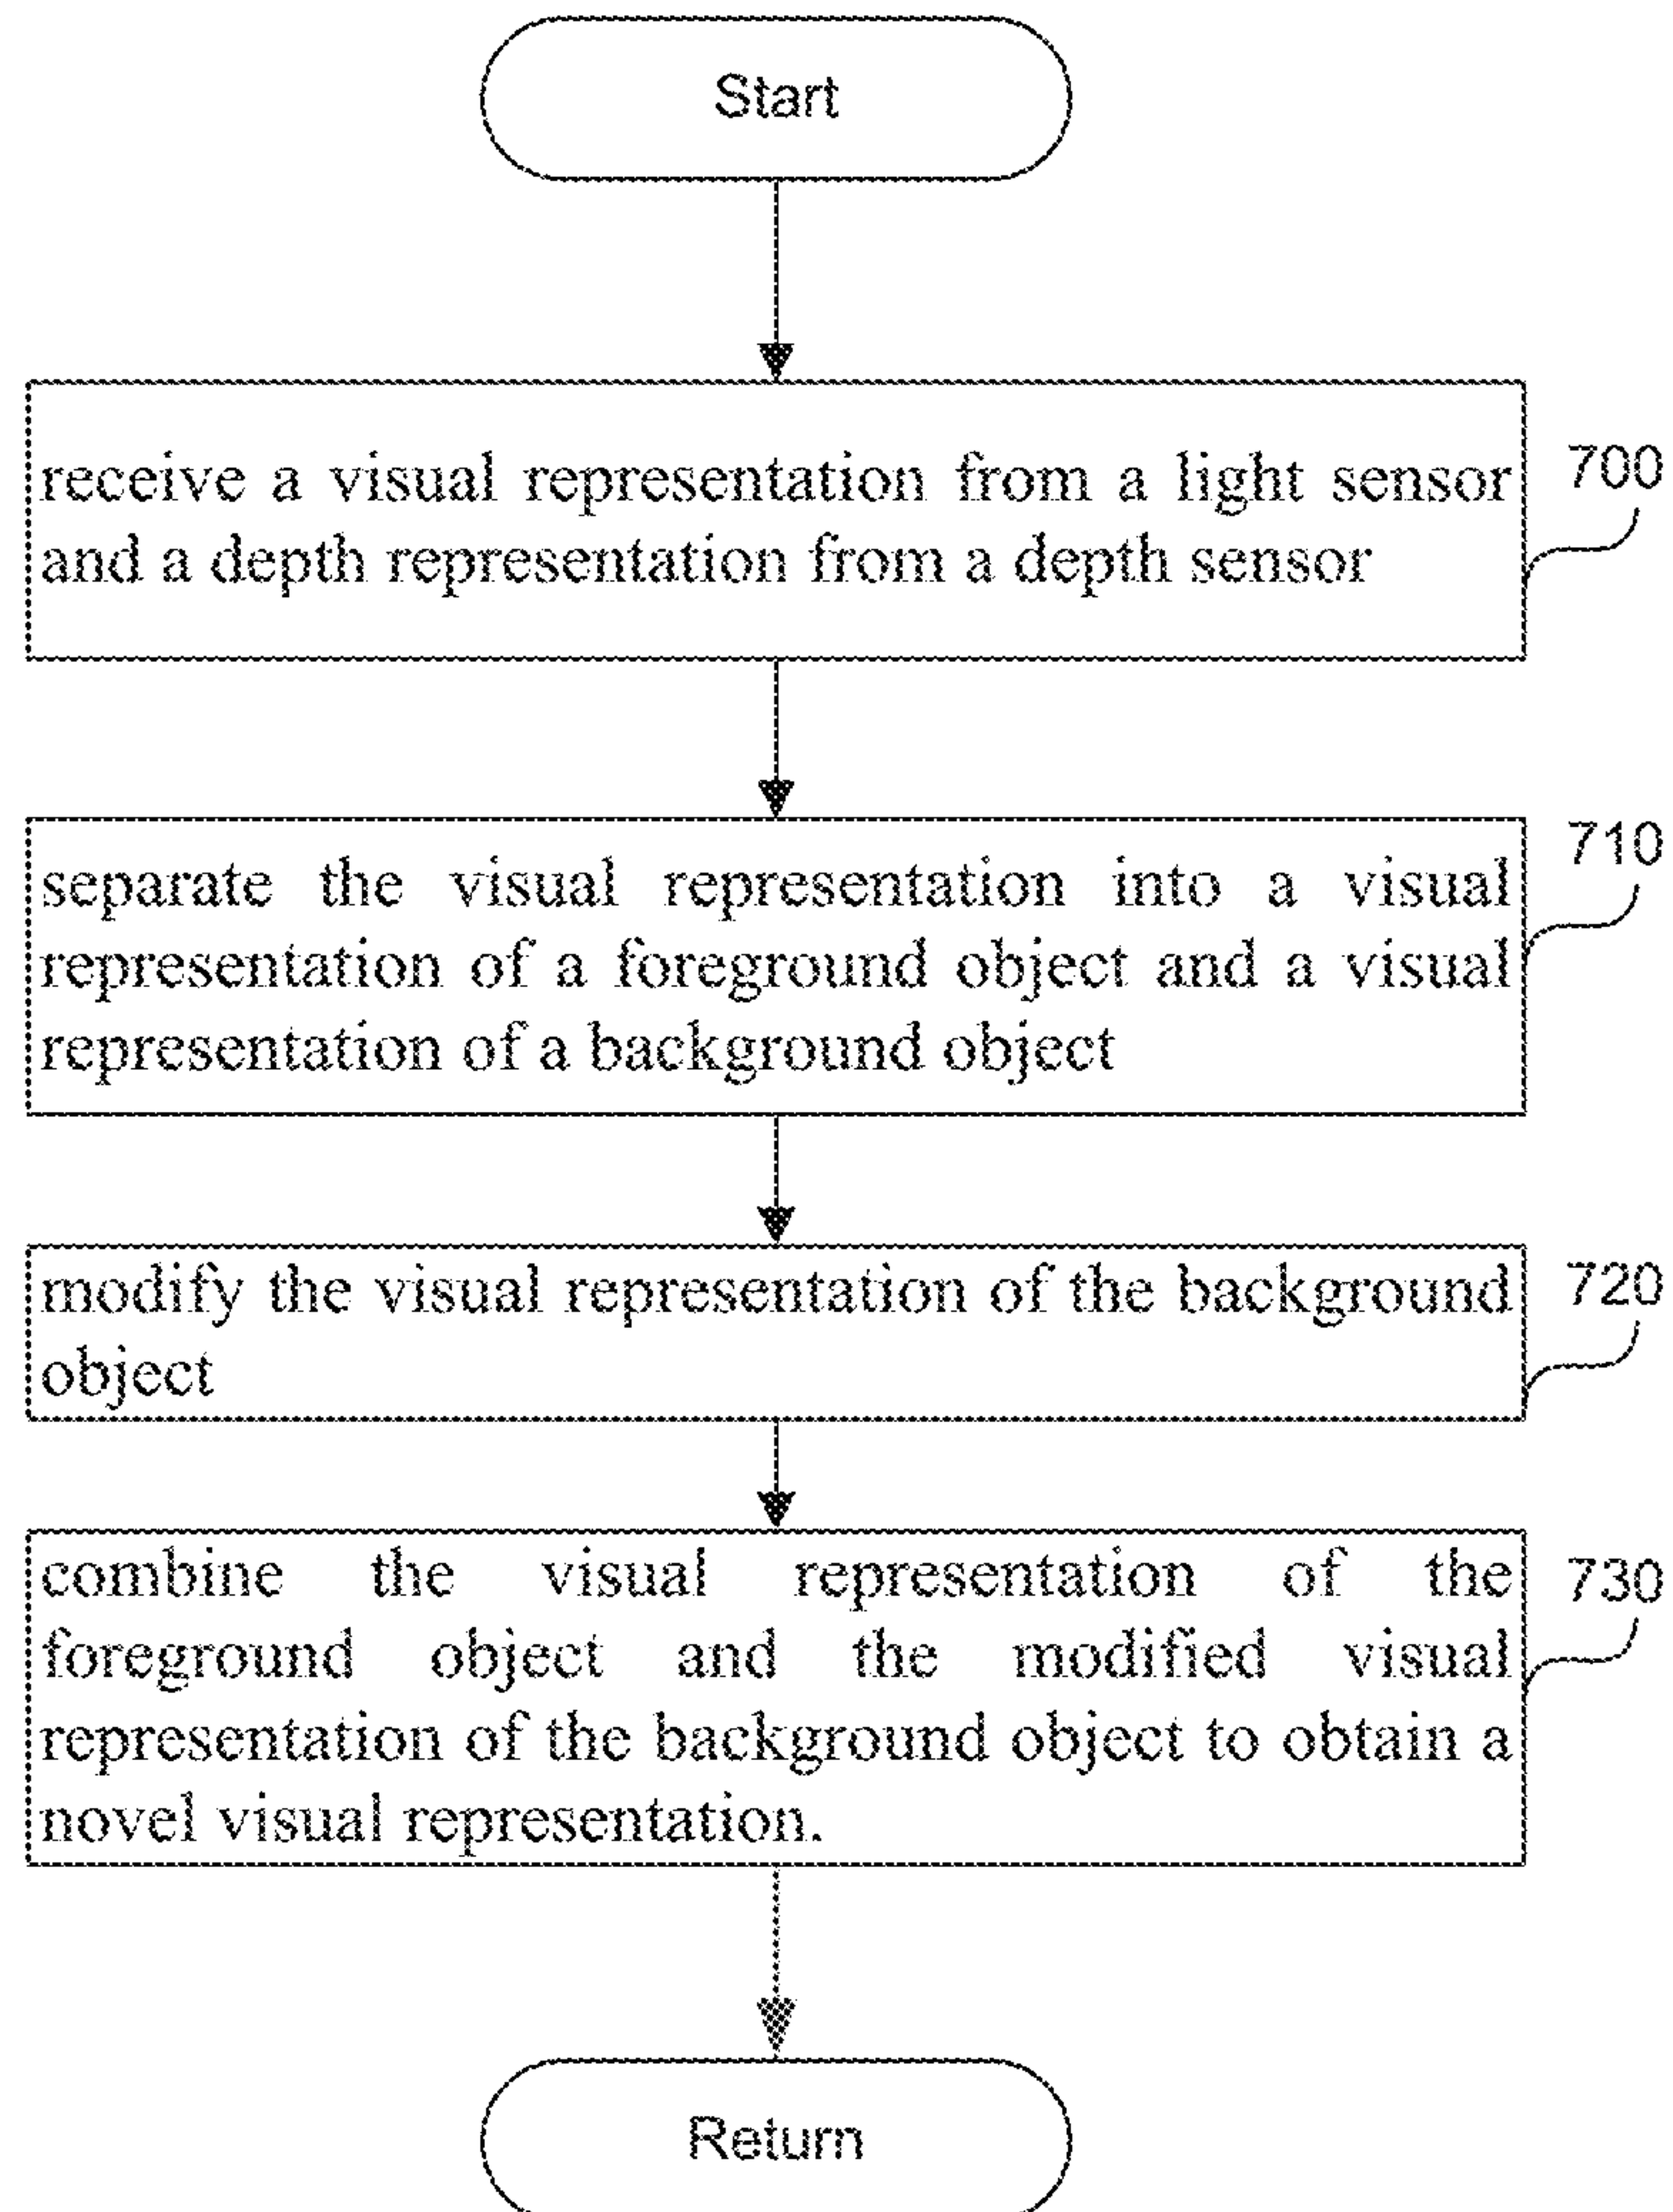 Start
receive a visual representation from a light sensor
and a depth representation from a depth sensor
700
separate the visual representation into a visual
representation of a foreground object and a visual
representation of a background object
710
modify the visual representation of the background
object
720
combine the visual representation of the
foreground object and the modified visual
representation of the background object to obtain a
novel visual representation.
730
Return